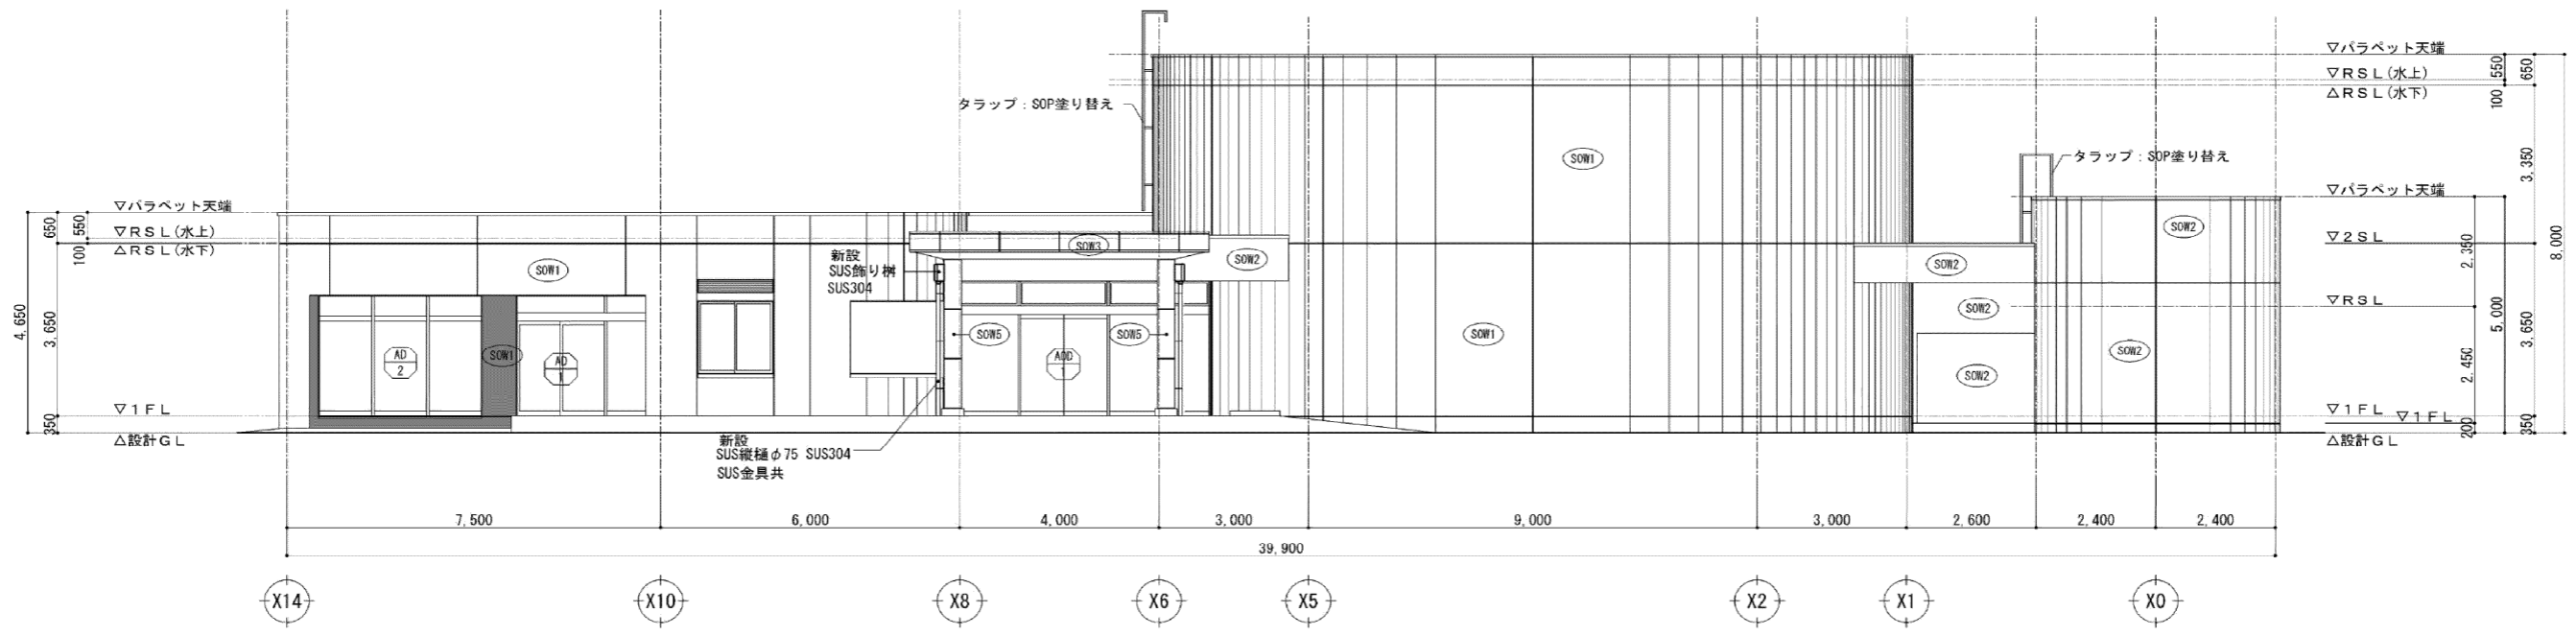 タラップ：SOP塗り替え
▽パラペット天端
▽ＲＳＬ(水上)
△ＲＳＬ(水下)
550
650
100
SOW1
タラップ：SOP塗り替え
3,350
▽パラペット天端
8,000
▽パラペット天端
▽ＲＳＬ(水上)
△ＲＳＬ(水下)
650
550
100
新設
SUS飾り桝
SUS304
SOW3
SOW2
SOW2
▽２ＳＬ
2,350
SOW1
SOW2
SOW2
▽ＲＳＬ
5,000
4,650
3,650
AD
2
SOW1
AD
1
SOW5
ADD
1
SOW5
SOW1
SOW2
SOW2
2,450
3,650
▽１ＦＬ
△設計ＧＬ
350
▽１ＦＬ
▽１ＦＬ
△設計ＧＬ
200
350
新設
SUS縦樋φ75 SUS304
SUS金具共
7,500
6,000
4,000
3,000
9,000
3,000
2,600
2,400
2,400
39,900
X14
X10
X8
X6
X5
X2
X1
X0